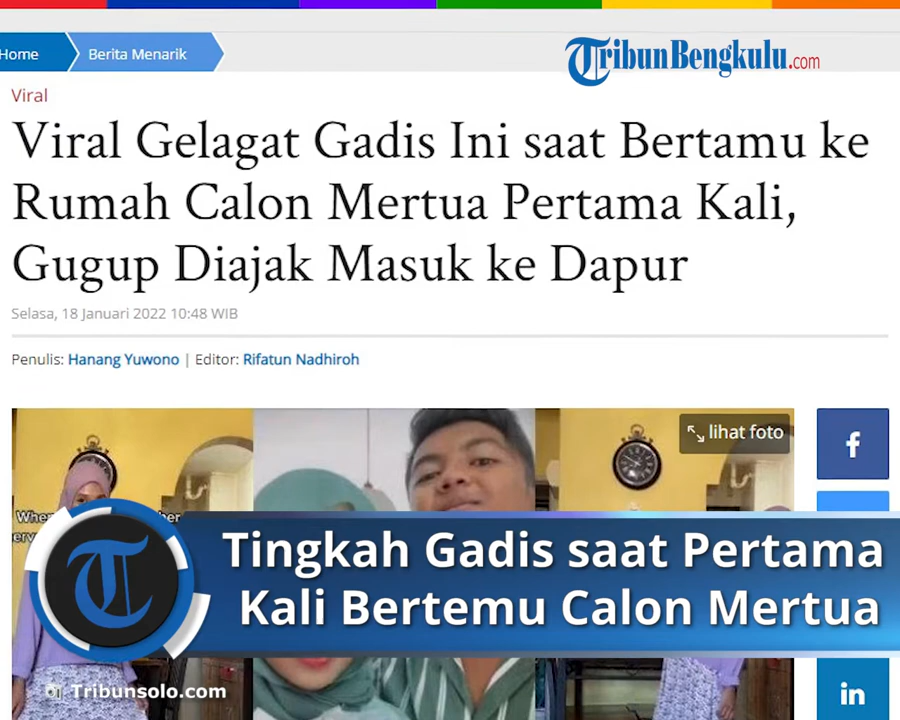 Home
Berita Menarik
TribunBengkulu.com
Viral
Viral Gelagat Gadis Ini saat Bertamu ke
Rumah Calon Mertua Pertama Kali,
Gugup Diajak Masuk ke Dapur
Selasa, 18 Januari 2022 10:48 WIB
Penulis: Hanang Yuwono | Editor: Rifatun Nadhiroh
lihat foto
f
Tingkah Gadis saat Pertama
Kali Bertemu Calon Mertua
T
Tribunsolo.com
in